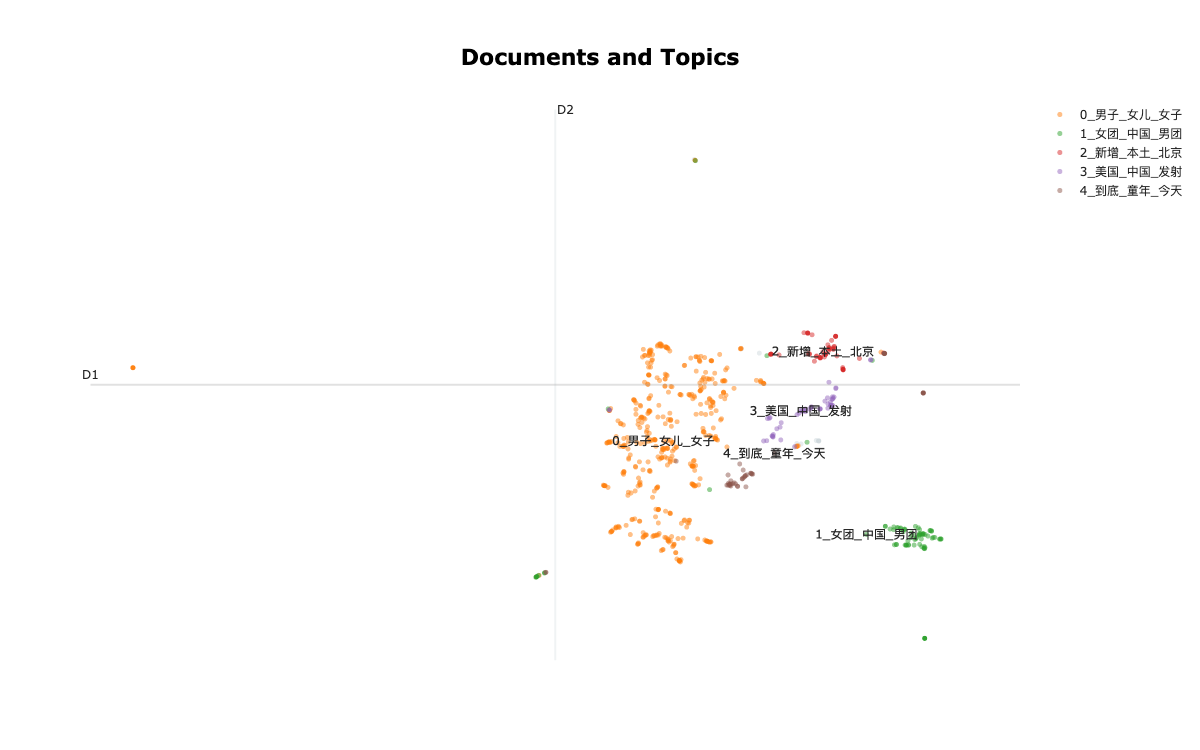 Documents and Topics
D2
0_男子_女儿_女子
1_女团_中国_男团
2_新增_本土_北京
3_美国_中国_发射
4_到底_童年_今天
2_新增_本土_北京
D1
3_美国_中国_发射
0_男子_女儿_女子
4_到底_童年_今天
1_女团_中国_男团